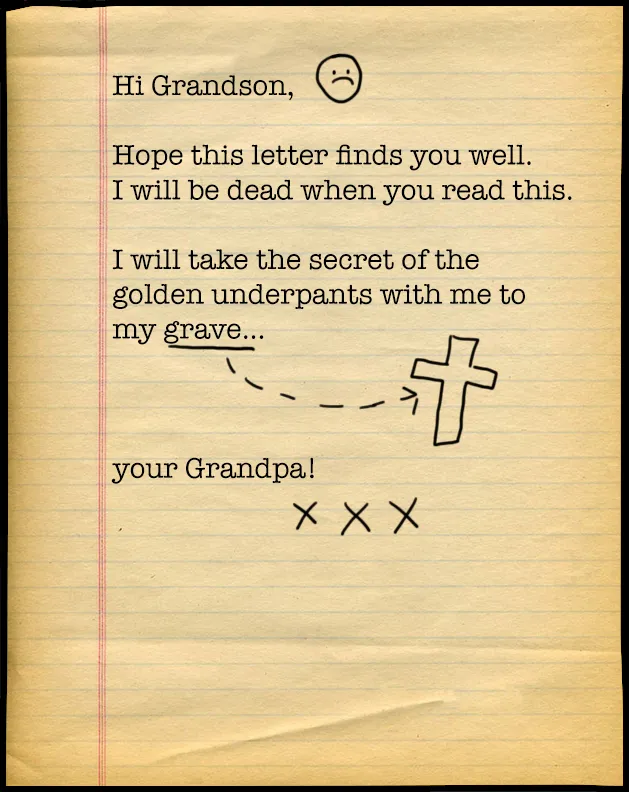 Hi Grandson,
Hope this letter finds you well.
I will be dead when you read this.
I will take the secret of the
golden underpants with me to
my grave...
your Grandpa!
x x x